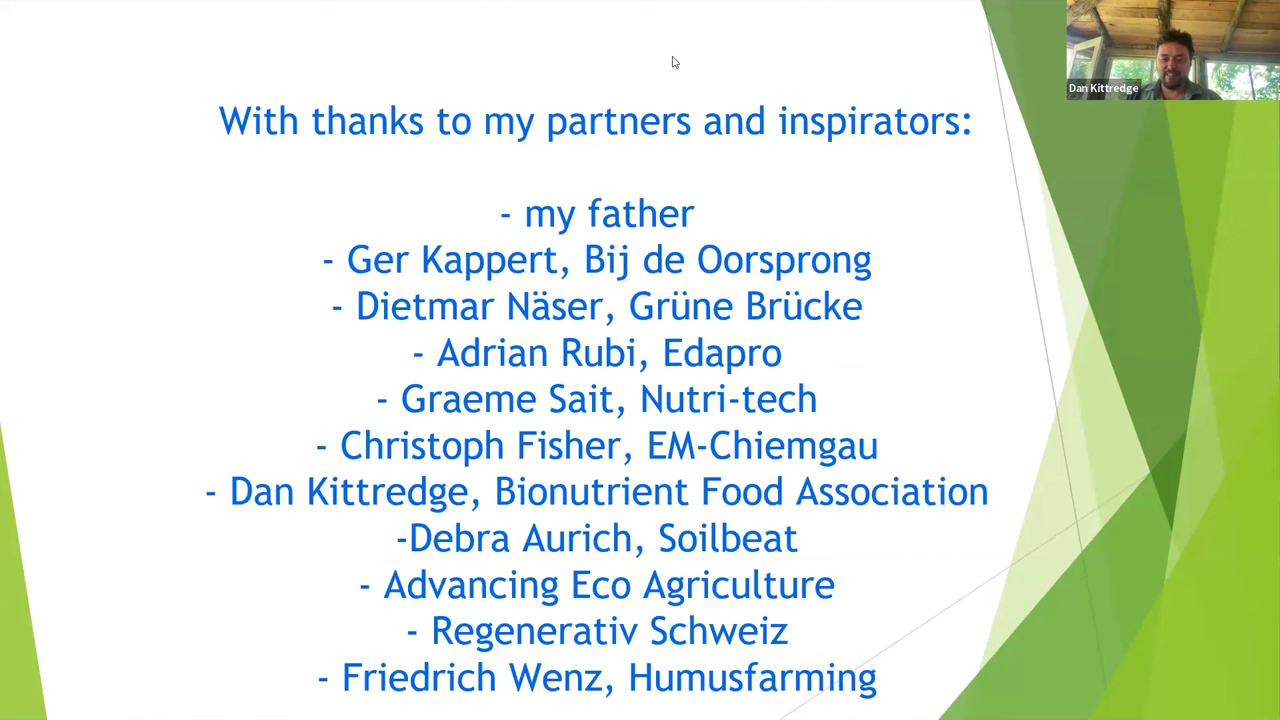 With thanks to my partners and inspirators:
- my father
- Ger Kappert, Bij de Oorsprong
- Dietmar Näser, Grüne Brücke
- Adrian Rubi, Edapro
- Graeme Sait, Nutri-tech
- Christoph Fisher, EM-Chiemgau
- Dan Kittredge, Bionutrient Food Association
-Debra Aurich, Soilbeat
- Advancing Eco Agriculture
- Regenerativ Schweiz
- Friedrich Wenz, Humusfarming
Dan Kittredge